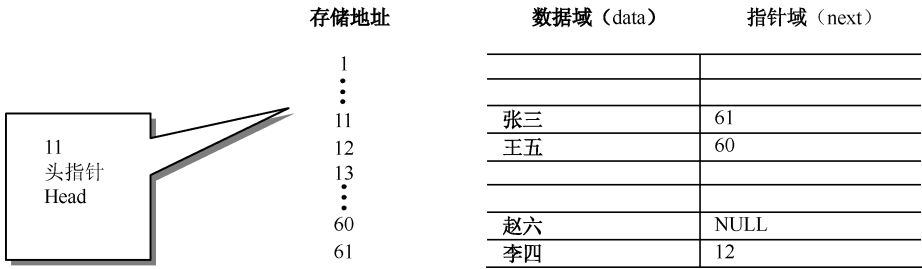 存储地址 数据域（data） 指针域（next）
1
11 张三 61
12 王五 60
13
60 赵六 NULL
61 李四 12
11
头指针
Head